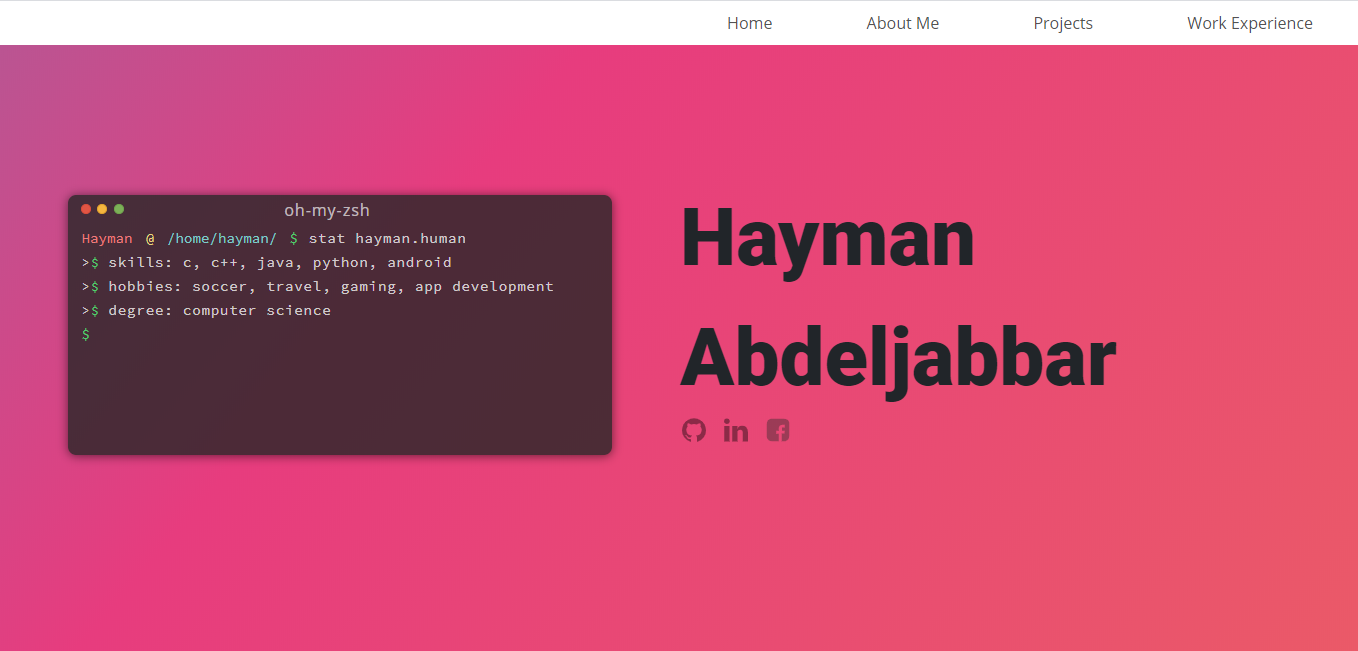 Home About Me Projects Work Experience
oh-my-zsh
Hayman @ /home/hayman/ $ stat hayman.human
>$ skills: c, c++, java, python, android
>$ hobbies: soccer, travel, gaming, app development
>$ degree: computer science
$
Hayman
Abdeljabbar